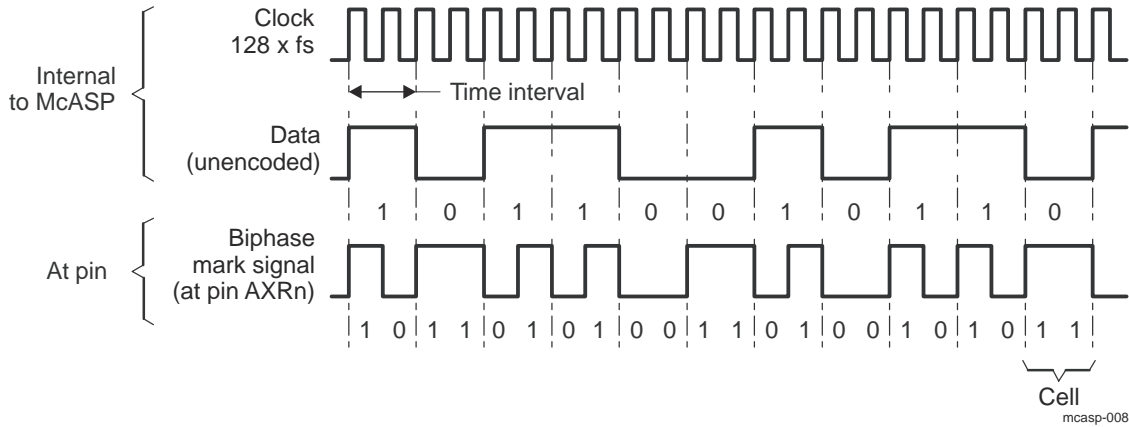 Clock
128 x fs
Internal
to McASP
Time interval
Data
(unencoded)
1 0 1 1 0 0 1 0 1 1 0
Biphase
mark signal
(at pin AXRn)
At pin
1 0 1 1 0 1 0 1 0 0 1 1 0 1 0 0 1 0 1 0 1 1
Cell
mcasp-008